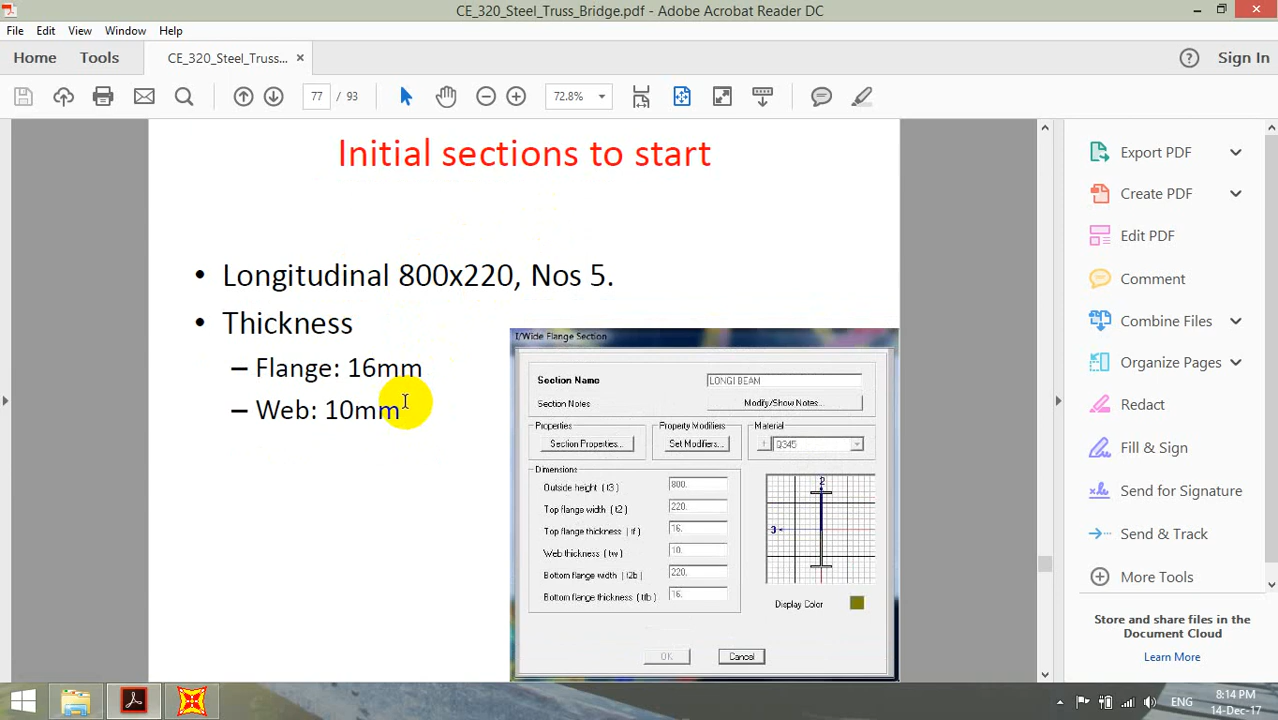 CE_320_Steel_Truss_Bridge.pdf - Adobe Acrobat Reader DC
File Edit View Window Help
Home Tools CE_320_Steel_Truss... × Sign In
77 / 93 72.8%
Initial sections to start
• Longitudinal 800x220, Nos 5.
• Thickness
– Flange: 16mm
– Web: 10mm
I/Wide Flange Section
Section Name LONGI BEAM
Section Notes Modify/Show Notes...
Properties Property Modifiers Material
Section Properties... Set Modifiers... Q345
Dimensions
Outside height ( t3 ) 800.
Top flange width ( t2 ) 220.
Top flange thickness ( tf ) 16.
Web thickness ( tw ) 10.
Bottom flange width ( t2b ) 220.
Bottom flange thickness ( tfb ) 16.
2
3
Display Color
OK Cancel
Export PDF
Create PDF
Edit PDF
Comment
Combine Files
Organize Pages
Redact
Fill & Sign
Send for Signature
Send & Track
More Tools
Store and share files in the
Document Cloud
Learn More
ENG
8:14 PM
14-Dec-17